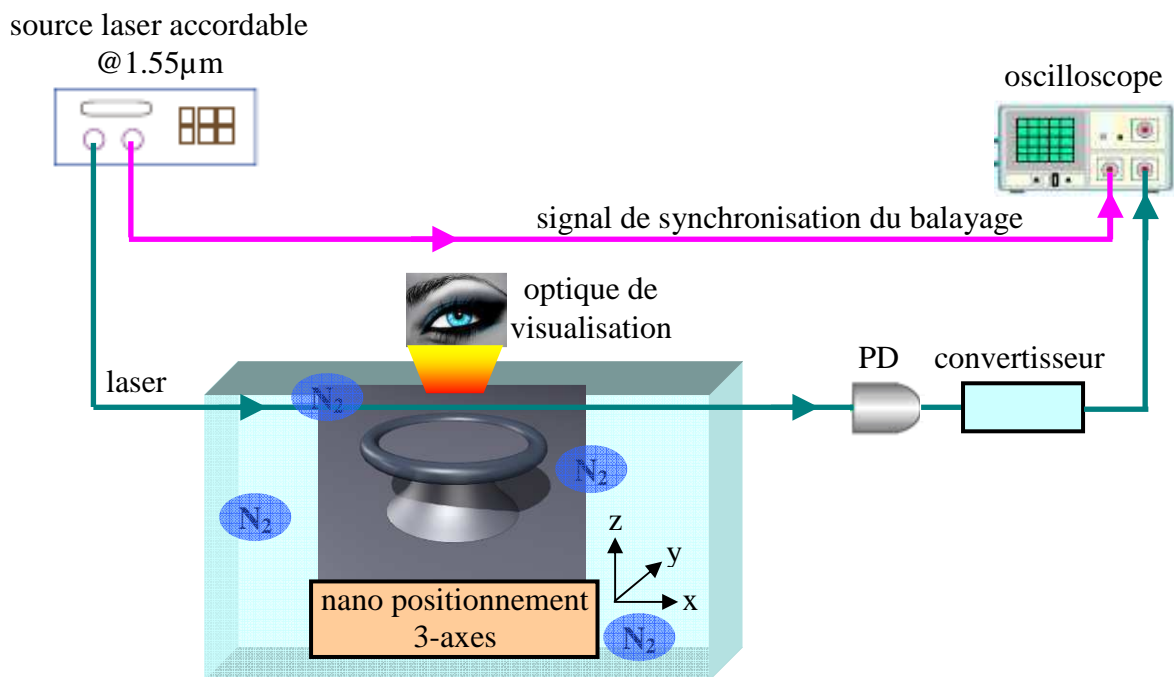 source laser accordable
@1.55µm
oscilloscope
signal de synchronisation du balayage
optique de
visualisation
PD
convertisseur
laser
N₂
N₂
N₂
z
y
x
nano positionnement
3-axes
N₂